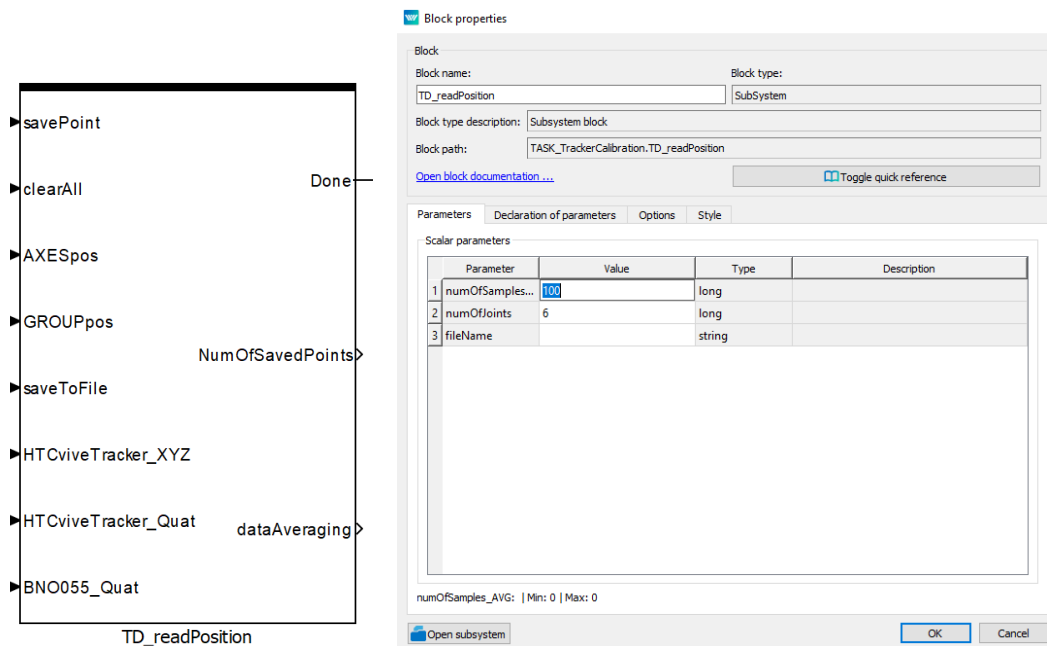 savePoint
clearAll
Done
AXESpos
GROUPpos
NumOfSavedPoints
saveToFile
HTCviveTracker_XYZ
HTCviveTracker_Quat
dataAveraging
BNO055_Quat
TD_readPosition
Block properties
Block
Block name:
Block type:
TD_readPosition
SubSystem
Block type description:
Subsystem block
Block path:
TASK_TrackerCalibration.TD_readPosition
Open block documentation ...
Toggle quick reference
Parameters
Declaration of parameters
Options
Style
Scalar parameters
Parameter Value Type Description
1 numOfSamples... 100 long
2 numOfJoints 6 long
3 fileName string
numOfSamples_AVG: | Min: 0 | Max: 0
Open subsystem
OK
Cancel